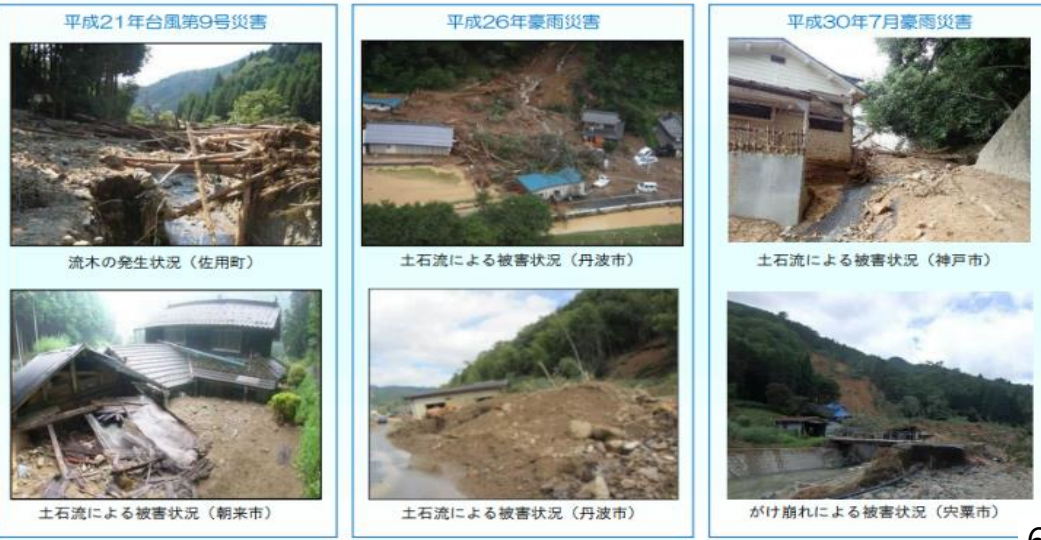 平成21年台風第9号災害
流木の発生状況（佐用町）
土石流による被害状況（朝来市）
平成26年豪雨災害
土石流による被害状況（丹波市）
土石流による被害状況（丹波市）
平成30年7月豪雨災害
土石流による被害状況（神戸市）
がけ崩れによる被害状況（宍粟市）